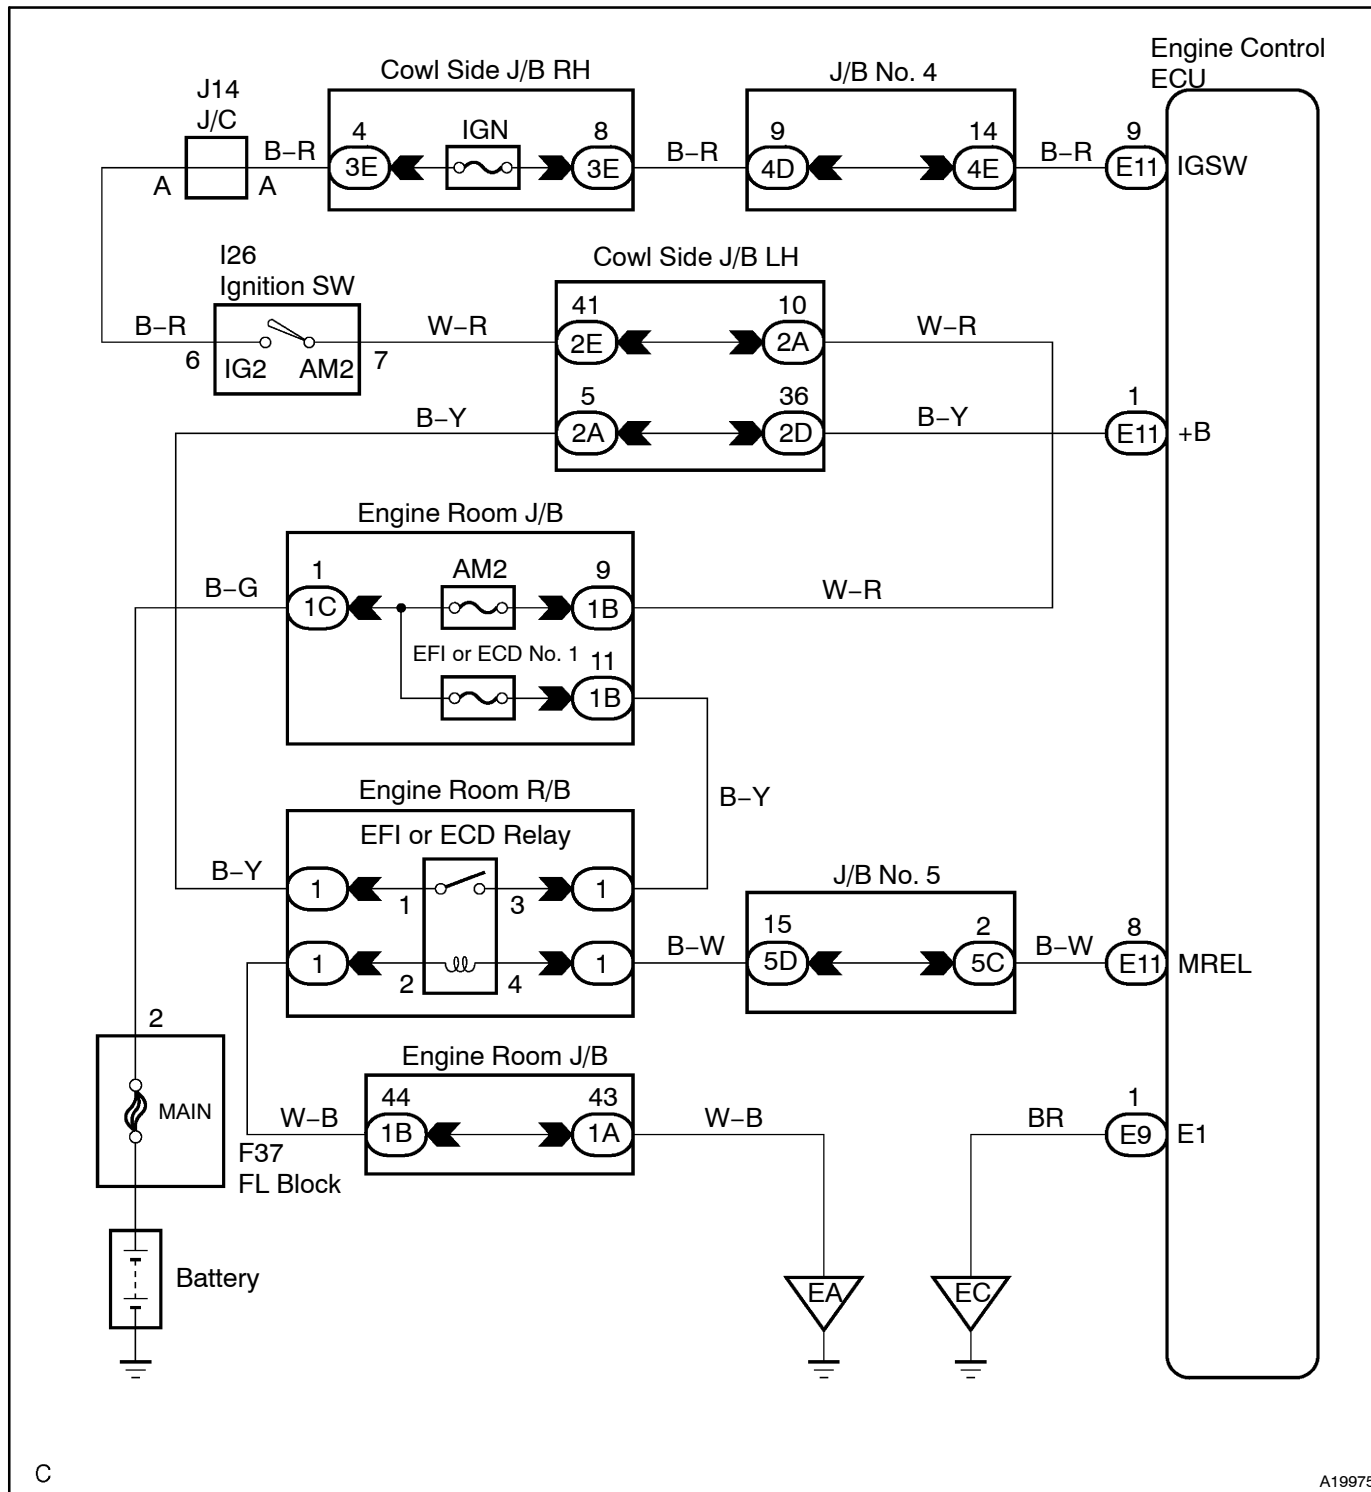 Engine Control
ECU
Cowl Side J/B RH
J/B No. 4
J14
J/C
4 IGN 8 9 14 9
B–R 3E 3E B–R 4D 4E B–R E11 IGSW
A A
I26
Ignition SW
Cowl Side J/B LH
41 10
B–R W–R 2E 2A W–R
6 IG2 AM2 7
5 36 1
B–Y 2A 2D B–Y E11 +B
Engine Room J/B
1 AM2 9
B–G 1C 1B W–R
EFI or ECD No. 1 11
1B
B–Y
Engine Room R/B
EFI or ECD Relay
B–Y 1 1 3 1
J/B No. 5
15 2 8
1 2 4 1 B–W 5D 5C B–W E11 MREL
2
MAIN
Engine Room J/B
44 43 1
W–B 1B 1A W–B BR E9 E1
F37
FL Block
Battery
EA EC
C
A19975